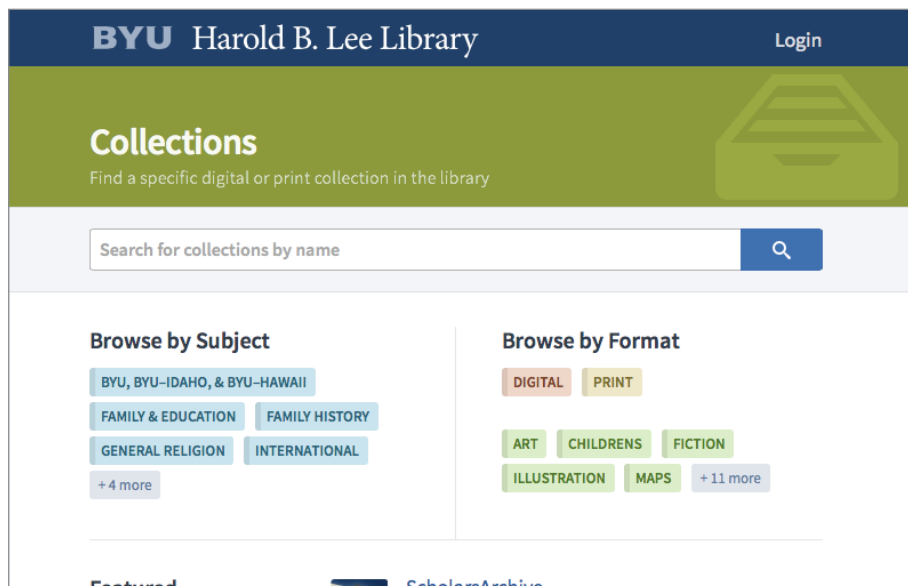 BYU Harold B. Lee Library
Login
Collections
Find a specific digital or print collection in the library
Search for collections by name
Browse by Subject
BYU, BYU–IDAHO, & BYU–HAWAII
FAMILY & EDUCATION FAMILY HISTORY
GENERAL RELIGION INTERNATIONAL
+ 4 more
Browse by Format
DIGITAL PRINT
ART CHILDRENS FICTION
ILLUSTRATION MAPS + 11 more
Featured
ScholarsArchive